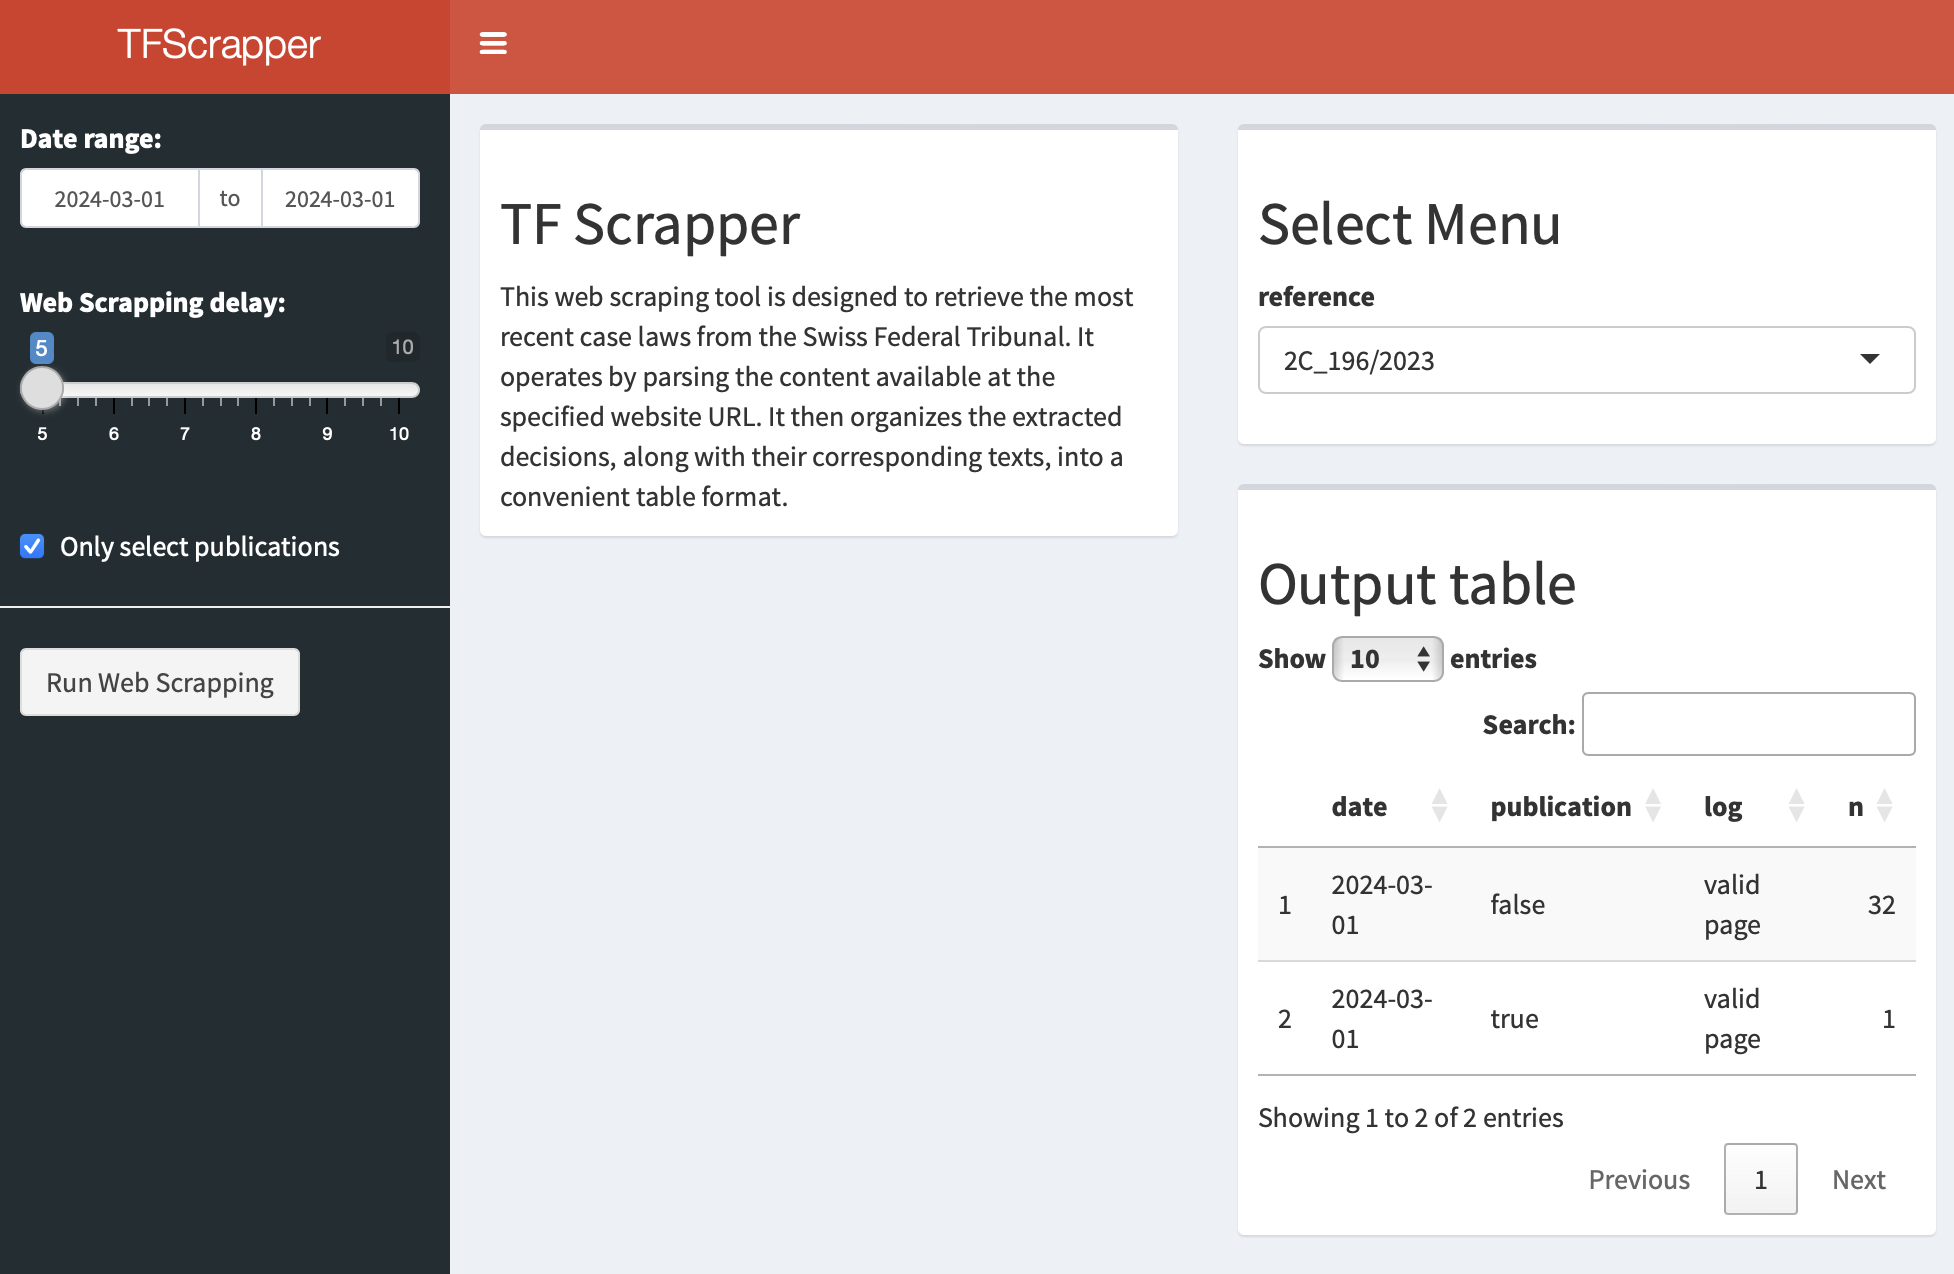 TFScrapper
Date range:
2024-03-01 to 2024-03-01
Web Scrapping delay:
5 10
5 6 7 8 9 10
Only select publications
Run Web Scrapping
TF Scrapper
This web scraping tool is designed to retrieve the most
recent case laws from the Swiss Federal Tribunal. It
operates by parsing the content available at the
specified website URL. It then organizes the extracted
decisions, along with their corresponding texts, into a
convenient table format.
Select Menu
reference
2C_196/2023
Output table
Show 10 entries
Search:
date publication log n
1 2024-03-01 false valid page 32
2 2024-03-01 true valid page 1
Showing 1 to 2 of 2 entries
Previous 1 Next